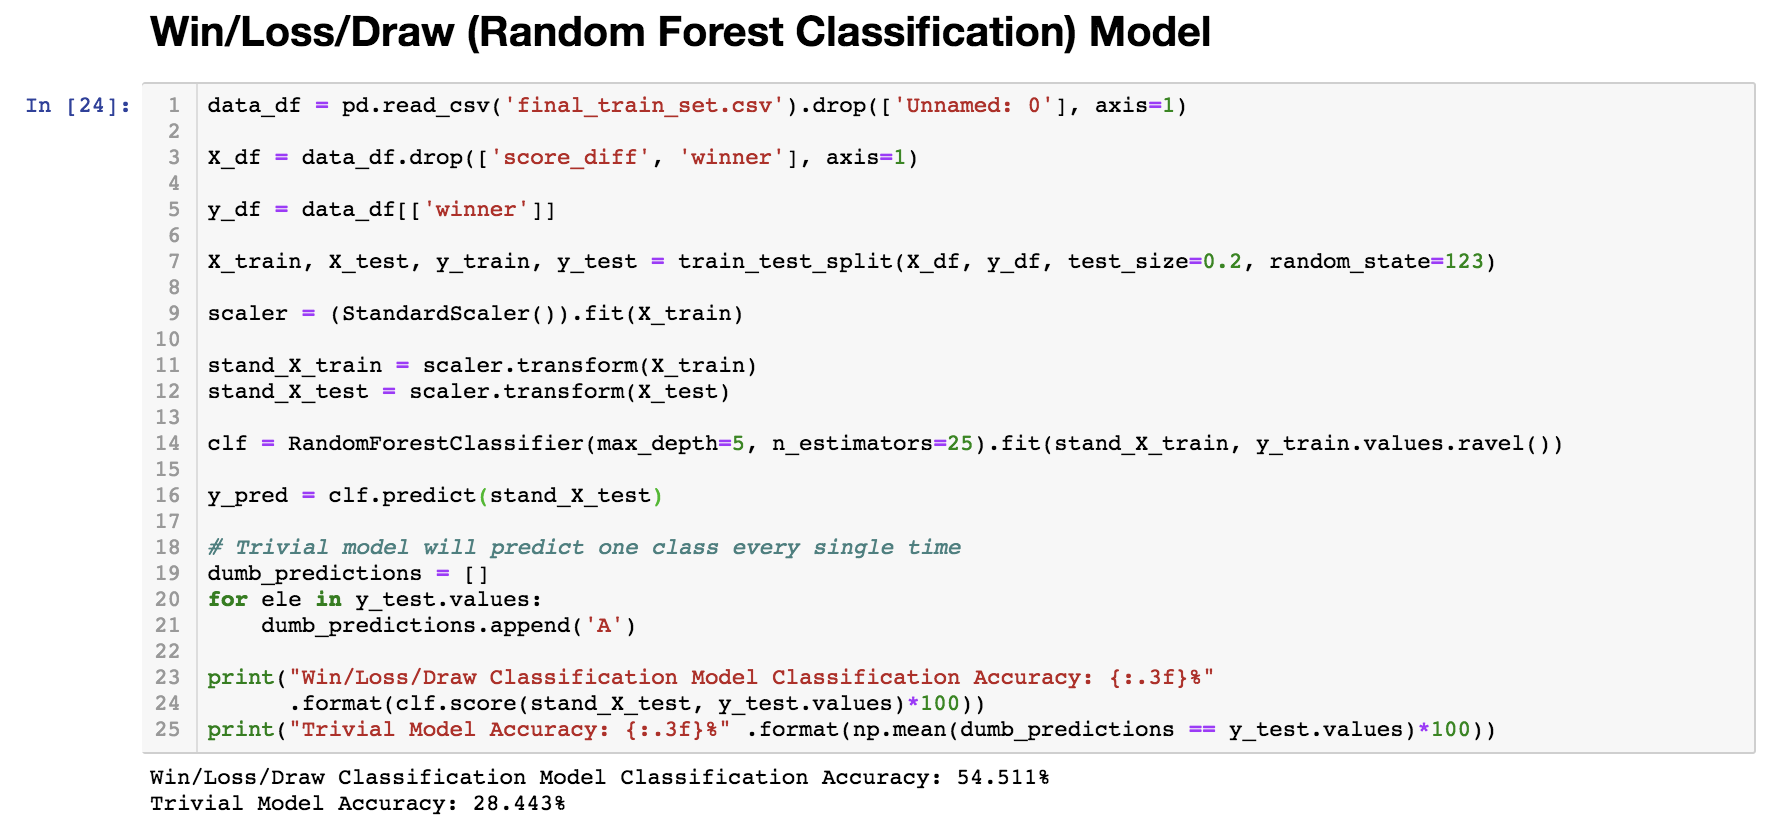 Win/Loss/Draw (Random Forest Classification) Model
In [24]:
1 data_df = pd.read_csv('final_train_set.csv').drop(['Unnamed: 0'], axis=1)
2
3 X_df = data_df.drop(['score_diff', 'winner'], axis=1)
4
5 y_df = data_df[['winner']]
6
7 X_train, X_test, y_train, y_test = train_test_split(X_df, y_df, test_size=0.2, random_state=123)
8
9 scaler = (StandardScaler()).fit(X_train)
10
11 stand_X_train = scaler.transform(X_train)
12 stand_X_test = scaler.transform(X_test)
13
14 clf = RandomForestClassifier(max_depth=5, n_estimators=25).fit(stand_X_train, y_train.values.ravel())
15
16 y_pred = clf.predict(stand_X_test)
17
18 # Trivial model will predict one class every single time
19 dumb_predictions = []
20 for ele in y_test.values:
21     dumb_predictions.append('A')
22
23 print("Win/Loss/Draw Classification Model Classification Accuracy: {:.3f}%"
24       .format(clf.score(stand_X_test, y_test.values)*100))
25 print("Trivial Model Accuracy: {:.3f}%" .format(np.mean(dumb_predictions == y_test.values)*100))
Win/Loss/Draw Classification Model Classification Accuracy: 54.511%
Trivial Model Accuracy: 28.443%